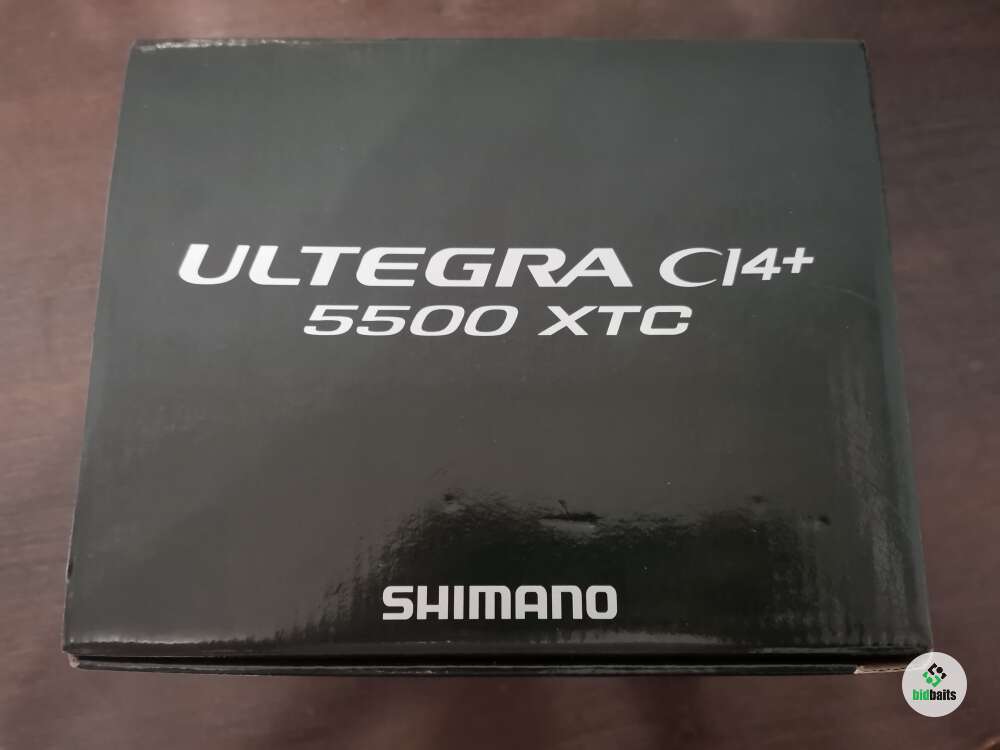 ULTEGRA CI4+
5500 XTC
SHIMANO
bidbaits